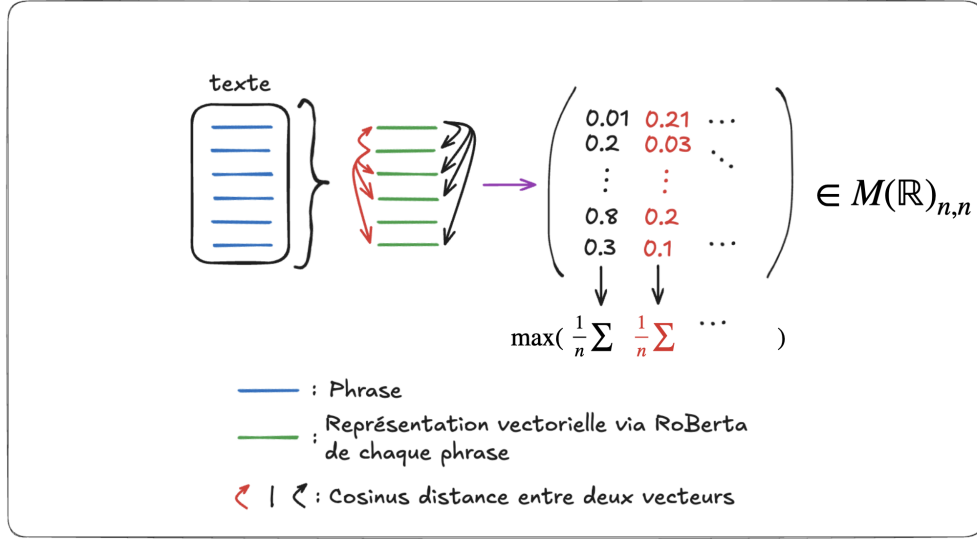 texte
0.01 0.21 ...
0.2 0.03 ⋱
⋮ ⋮
0.8 0.2
0.3 0.1 ...
∈ M(ℝ)n,n
max( 1/n Σ 1/n Σ ... )
: Phrase
: Représentation vectorielle via RoBerta
de chaque phrase
| : Cosinus distance entre deux vecteurs